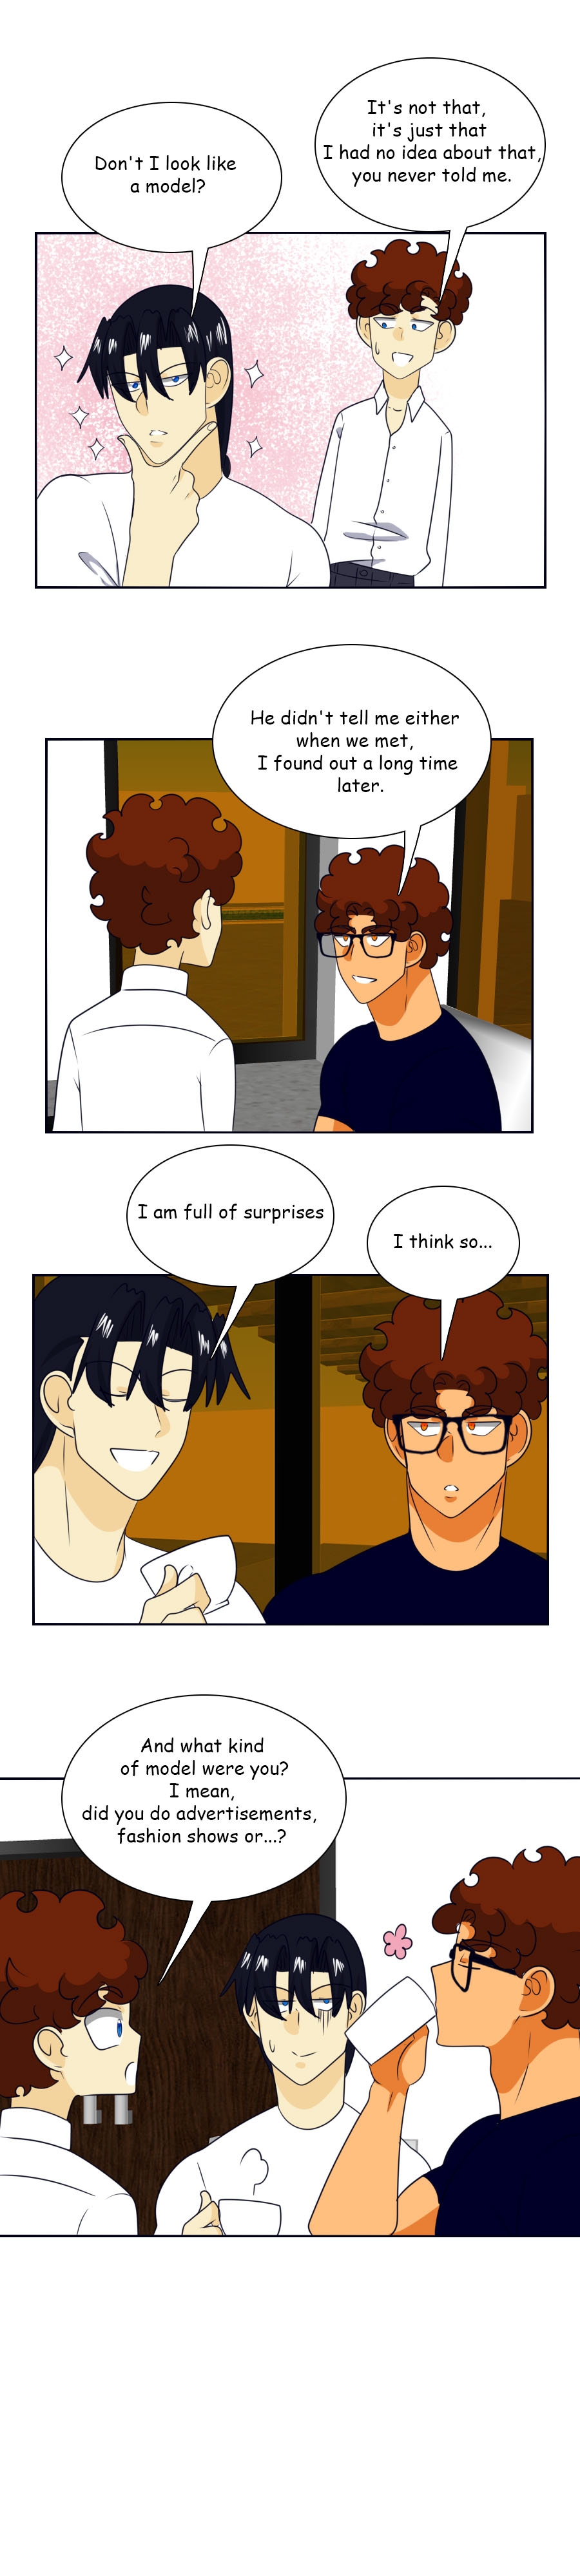 Don't I look like
a model?
It's not that,
it's just that
I had no idea about that,
you never told me.
He didn't tell me either
when we met,
I found out a long time
later.
I am full of surprises
I think so...
And what kind
of model were you?
I mean,
did you do advertisements,
fashion shows or...?